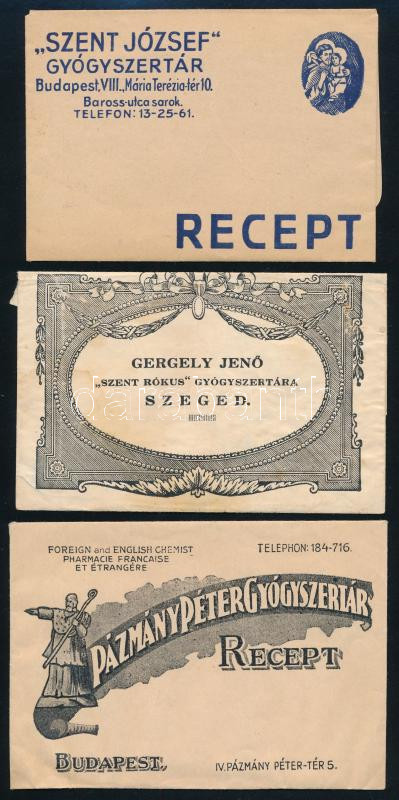 „SZENT JÓZSEF“
GYÓGYSZERTÁR
Budapest, VIII., Mária Terézia-tér 10.
Baross-utca sarok.
TELEFON: 13-25-61.
RECEPT
GERGELY JENŐ
„SZENT RÓKUS" GYÓGYSZERTÁRA
SZEGED.
FOREIGN and ENGLISH CHEMIST
PHARMACIE FRANCAISE
ET ÉTRANGÉRE
TELEPHON: 184-716.
PÁZMÁNY PÉTER GYÓGYSZERTÁR
RECEPT
BUDAPEST,
IV. PÁZMÁNY PÉTER-TÉR 5.